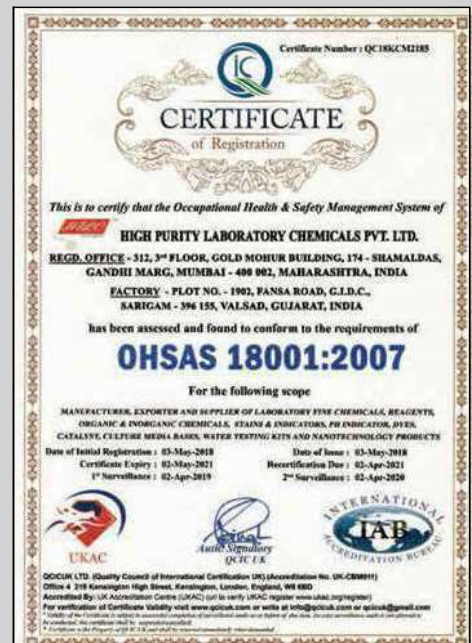 Certificate Number : QC18KCM2185
IC
CERTIFICATE
of Registration
This is to certify that the Occupational Health & Safety Management System of
HPLC HIGH PURITY LABORATORY CHEMICALS PVT. LTD.
REGD. OFFICE - 312, 3rd FLOOR, GOLD MOHUR BUILDING, 174 - SHAMALDAS,
GANDHI MARG, MUMBAI - 400 002, MAHARASHTRA, INDIA
FACTORY - PLOT NO. - 1902, FANSA ROAD, G.I.D.C.,
SARIGAM - 396 155, VALSAD, GUJARAT, INDIA
has been assessed and found to conform to the requirements of
OHSAS 18001:2007
For the following scope
MANUFACTURER, EXPORTER AND SUPPLIER OF LABORATORY FINE CHEMICALS, REAGENTS,
ORGANIC & INORGANIC CHEMICALS, STAINS & INDICATORS, PH INDICATOR, DYES,
CATALYST, CULTURE MEDIA BASES, WATER TESTING KITS AND NANOTECHNOLOGY PRODUCTS
Date of Initial Registration : 03-May-2018
Date of Issue : 03-May-2018
Certificate Expiry : 02-May-2021
Recertification Due : 02-Apr-2021
1st Surveillance : 02-Apr-2019
2nd Surveillance : 02-Apr-2020
UKAC
Auth. Signatory
QCIC UK
INTERNATIONAL
IAB
ACCREDITATION BUREAU
QCICUK LTD. (Quality Council of International Certification UK) (Accreditation No. UK-CBM911)
Office 4 219 Kensington High Street, Kensington, London, England, W8 6BD
Accredited By: UK Accreditation Centre (UKAC) (url to verify UKAC register www.ukac.org/register)
For verification of Certificate Validity visit www.qcicuk.com or write at info@qcicuk.com or qcicuk@gmail.com